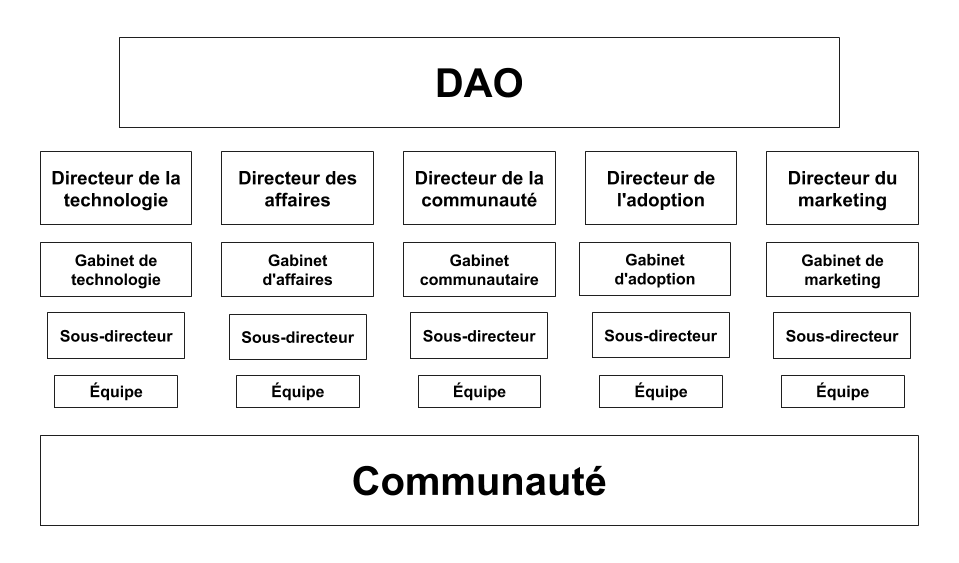 DAO
Directeur de la
technologie
Directeur des
affaires
Directeur de la
communauté
Directeur de
l'adoption
Directeur du
marketing
Gabinet de
technologie
Gabinet
d'affaires
Gabinet
communautaire
Gabinet
d'adoption
Gabinet de
marketing
Sous-directeur
Sous-directeur
Sous-directeur
Sous-directeur
Sous-directeur
Équipe
Équipe
Équipe
Équipe
Équipe
Communauté